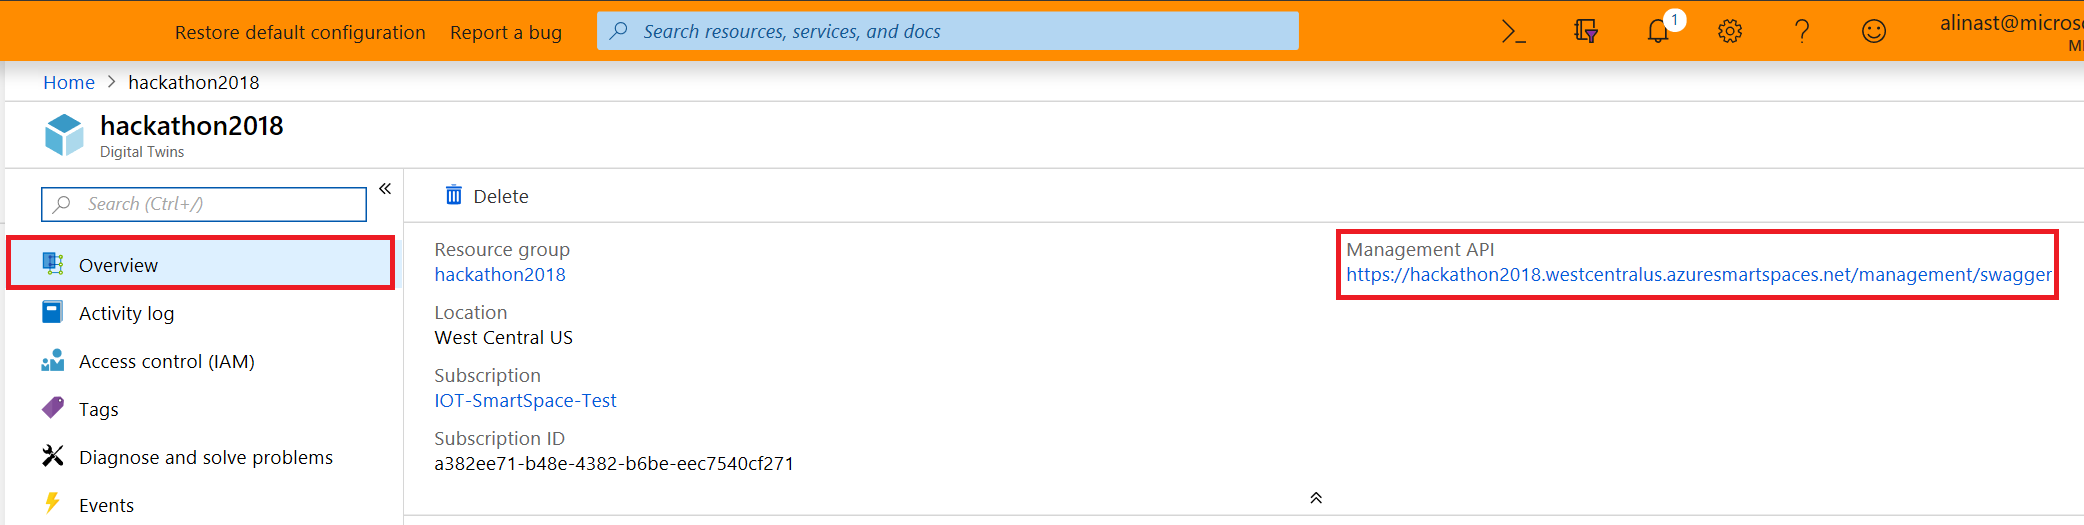 Restore default configuration Report a bug Search resources, services, and docs 1 alinast@microso
MI
Home > hackathon2018
hackathon2018
Digital Twins
Search (Ctrl+/)
Delete
Overview
Activity log
Access control (IAM)
Tags
Diagnose and solve problems
Events
Resource group
hackathon2018
Location
West Central US
Subscription
IOT-SmartSpace-Test
Subscription ID
a382ee71-b48e-4382-b6be-eec7540cf271
Management API
https://hackathon2018.westcentralus.azuresmartspaces.net/management/swagger